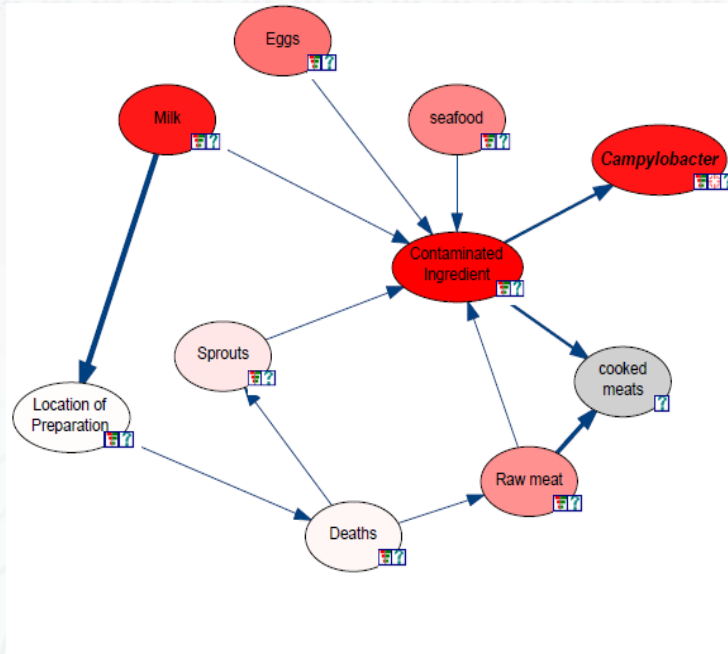 Eggs
Milk
seafood
Campylobacter
Contaminated
Ingredient
Sprouts
cooked
meats
Location of
Preparation
Raw meat
Deaths